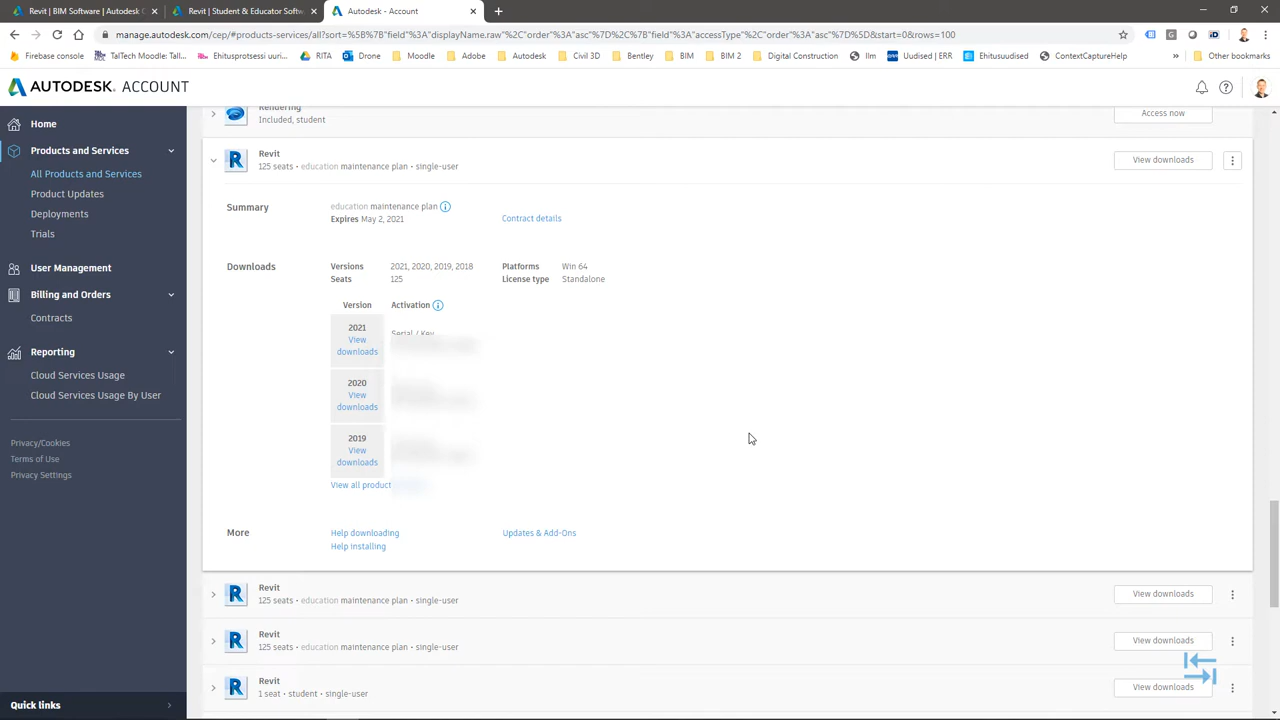 Revit | BIM Software | Autodesk C
Revit | Student & Educator Softw
Autodesk - Account
manage.autodesk.com/cep/#products-services/all?sort=%5B%7B"field"%3A"displayName.raw"%2C"order"%3A"asc"%7D%2C%7B"field"%3A"accessType"%2C"order"%3A"asc"%7D%5D&start=0&rows=100
Firebase console
TalTech Moodle: Tall...
Ehitusprotsessi uuri...
RITA
Drone
Moodle
Adobe
Autodesk
Civil 3D
Bentley
BIM
BIM 2
Digital Construction
Ilm
Uudised | ERR
Ehitusuudised
ContextCaptureHelp
»
Other bookmarks
AUTODESK. ACCOUNT
Home
Products and Services
All Products and Services
Product Updates
Deployments
Trials
User Management
Billing and Orders
Contracts
Reporting
Cloud Services Usage
Cloud Services Usage By User
Privacy/Cookies
Terms of Use
Privacy Settings
Quick links
Rendering
Included, student
Access now
Revit
125 seats • education maintenance plan • single-user
View downloads
Summary
education maintenance plan
Expires May 2, 2021
Contract details
Downloads
Versions 2021, 2020, 2019, 2018
Platforms Win 64
Seats 125
License type Standalone
Version Activation
2021
View
downloads
Serial / Key
2020
View
downloads
2019
View
downloads
View all product
More
Help downloading
Updates & Add-Ons
Help installing
Revit
125 seats • education maintenance plan • single-user
View downloads
Revit
125 seats • education maintenance plan • single-user
View downloads
Revit
1 seat • student • single-user
View downloads